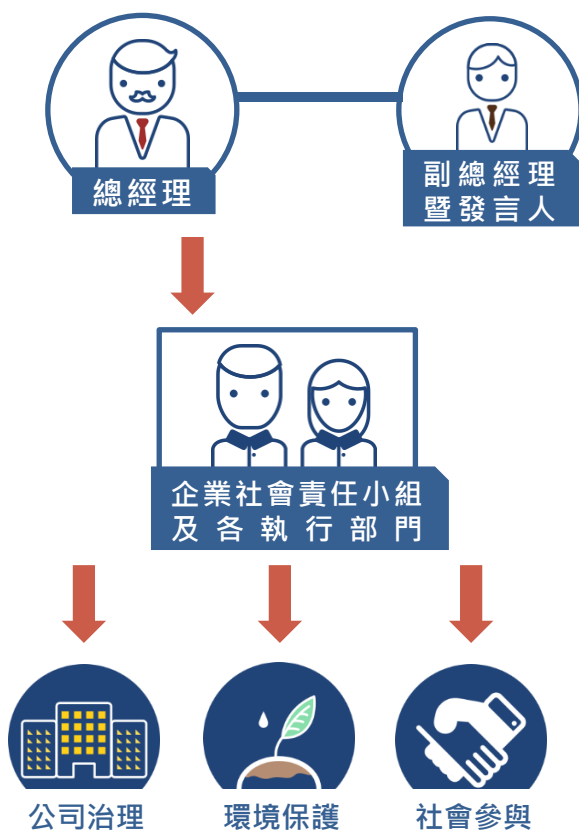 總經理
副總經理
暨發言人
企業社會責任小組
及各執行部門
公司治理
環境保護
社會參與